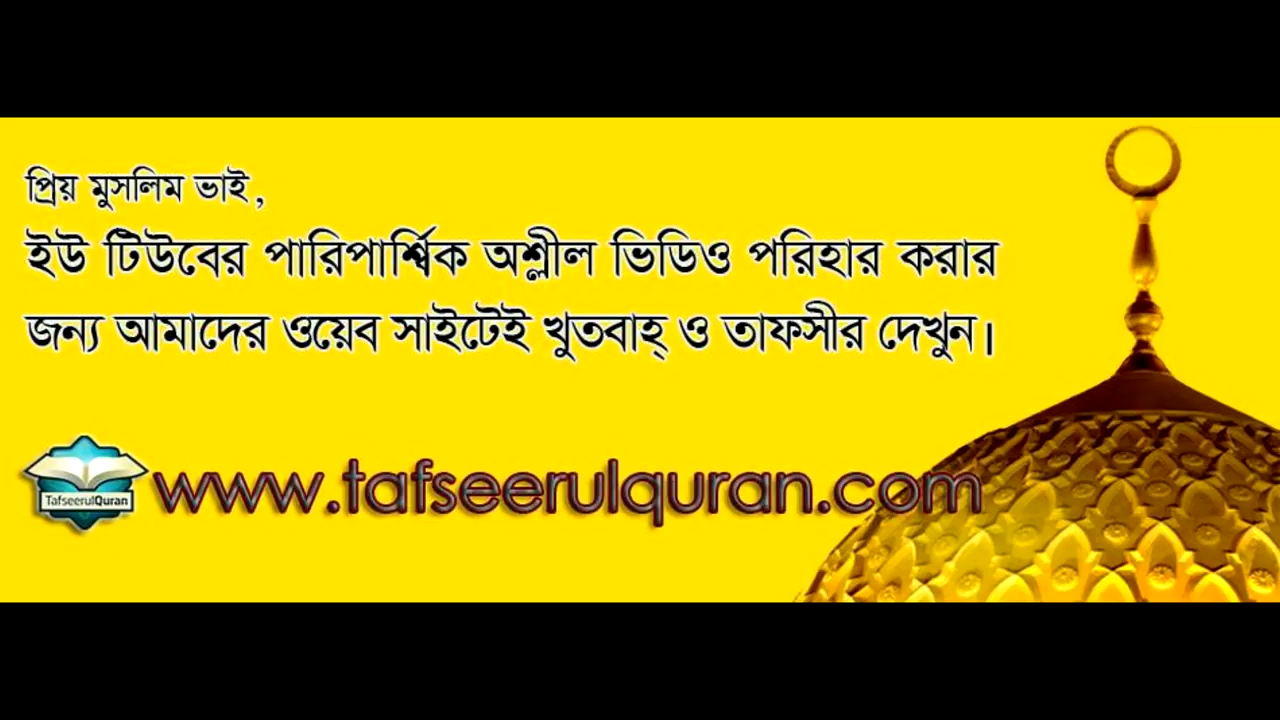 প্রিয় মুসলিম ভাই,
ইউ টিউবের পারিপার্শ্বিক অশ্লীল ভিডিও পরিহার করার
জন্য আমাদের ওয়েব সাইটেই খুতবাহ্ ও তাফসীর দেখুন।
TafseerulQuran
www.tafseerulquran.com